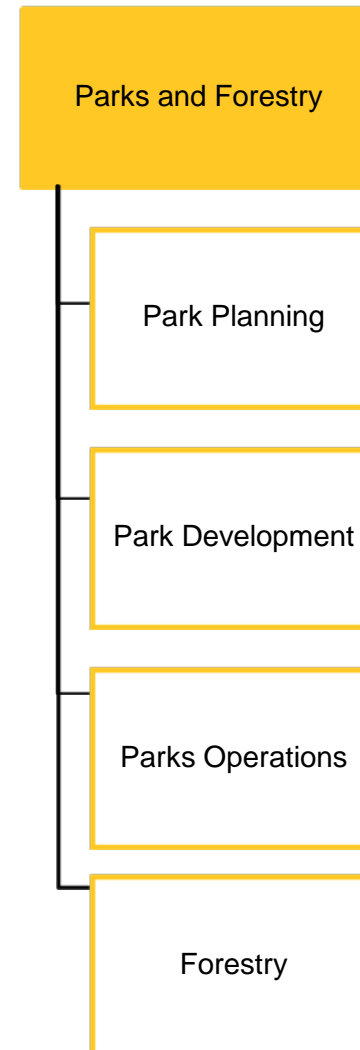 Parks and Forestry
Park Planning
Park Development
Parks Operations
Forestry